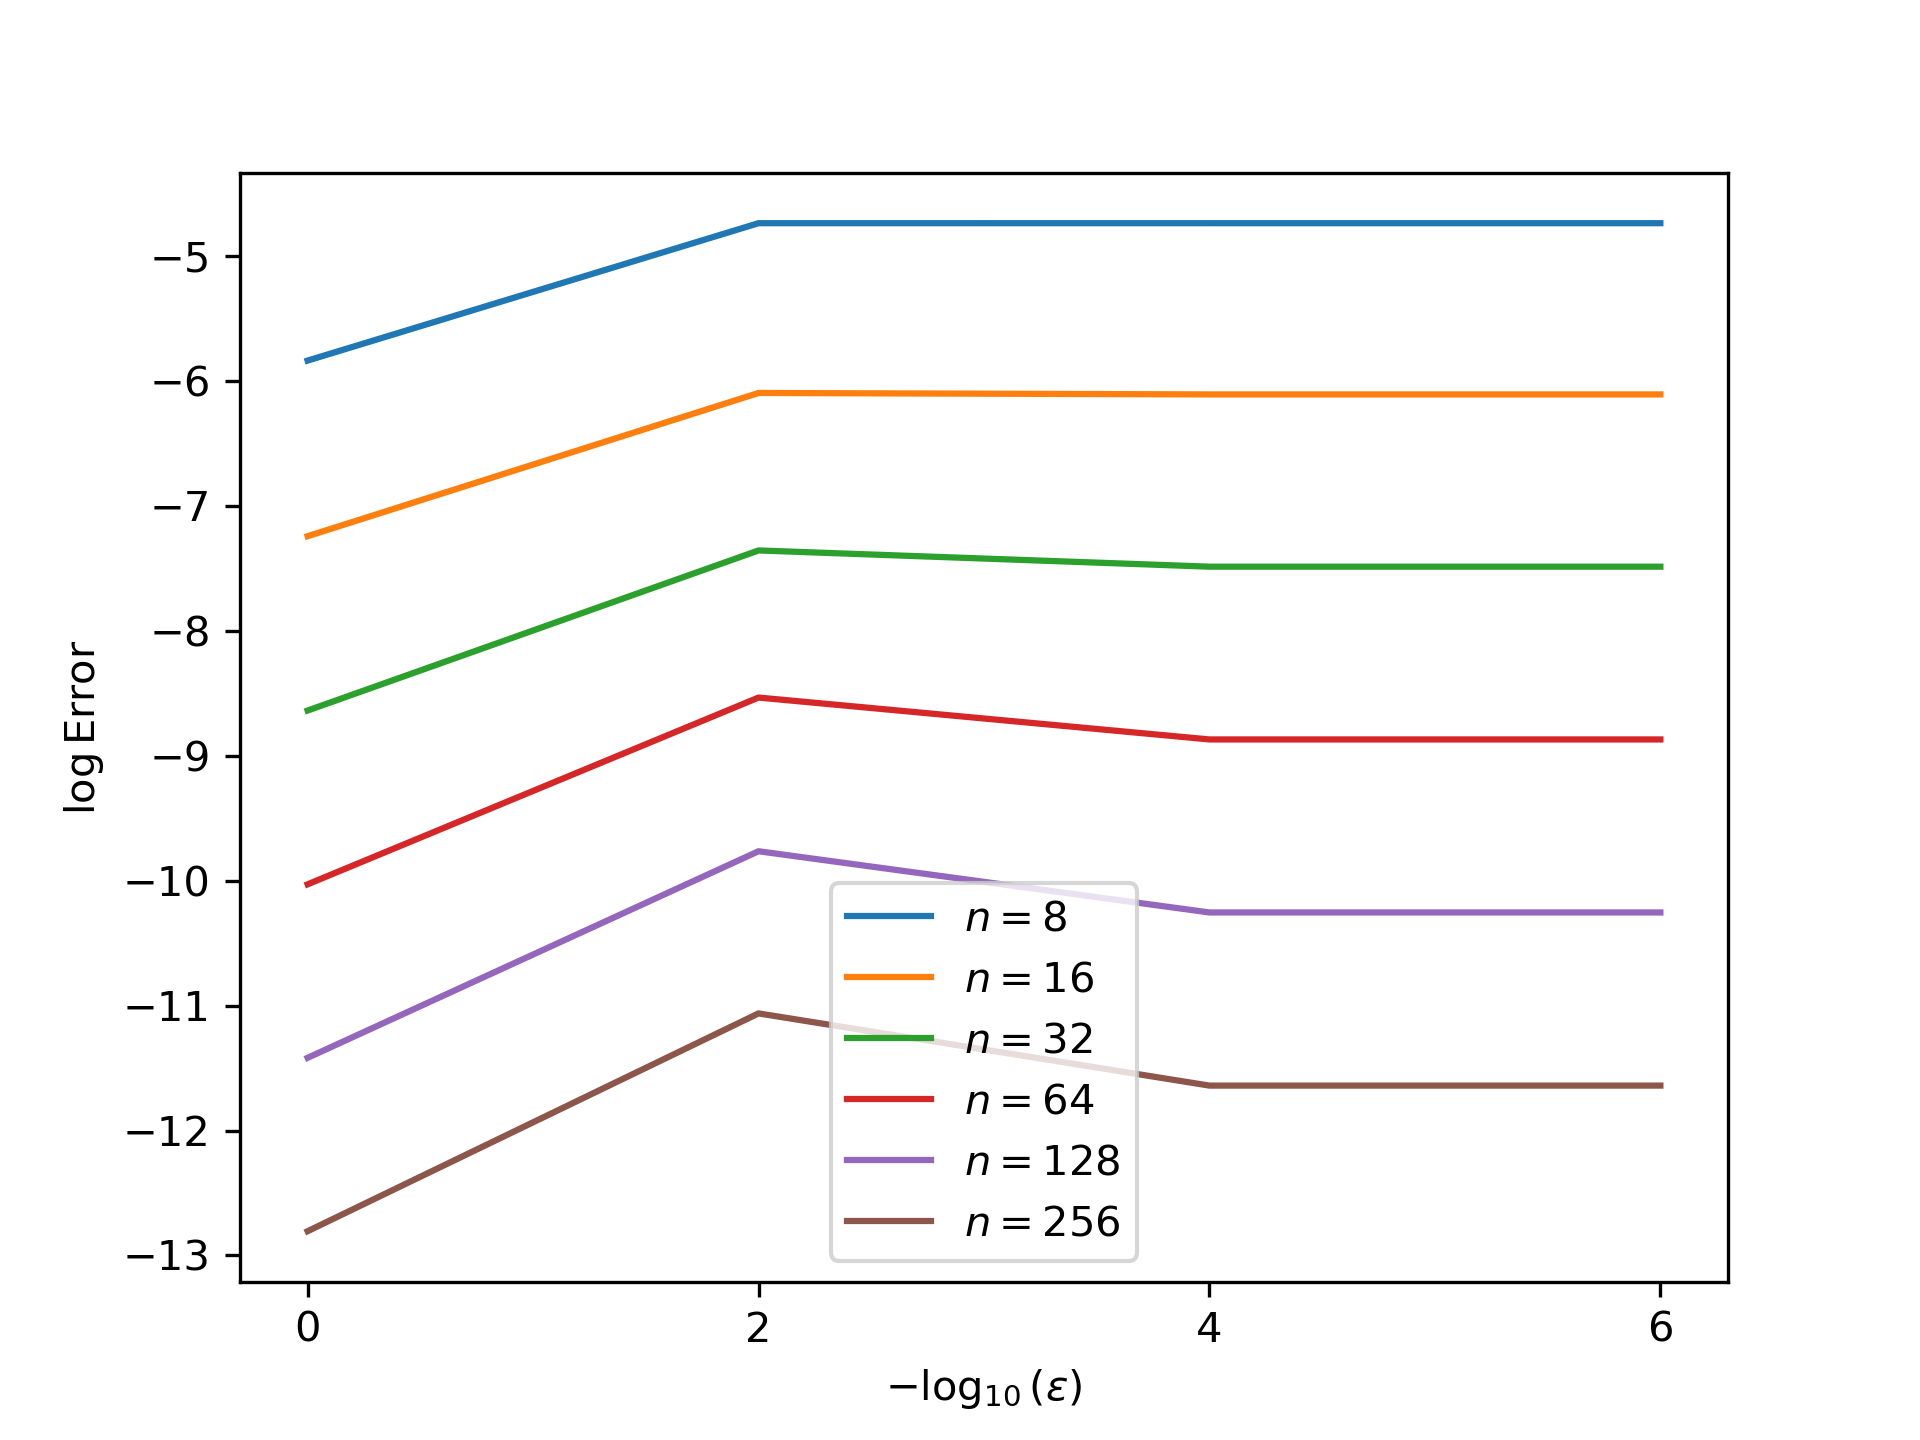 −5
−6
−7
−8
−9
−10
−11
−12
−13
log Error
n = 8
n = 16
n = 32
n = 64
n = 128
n = 256
0 2 4 6
−log₁₀(ε)